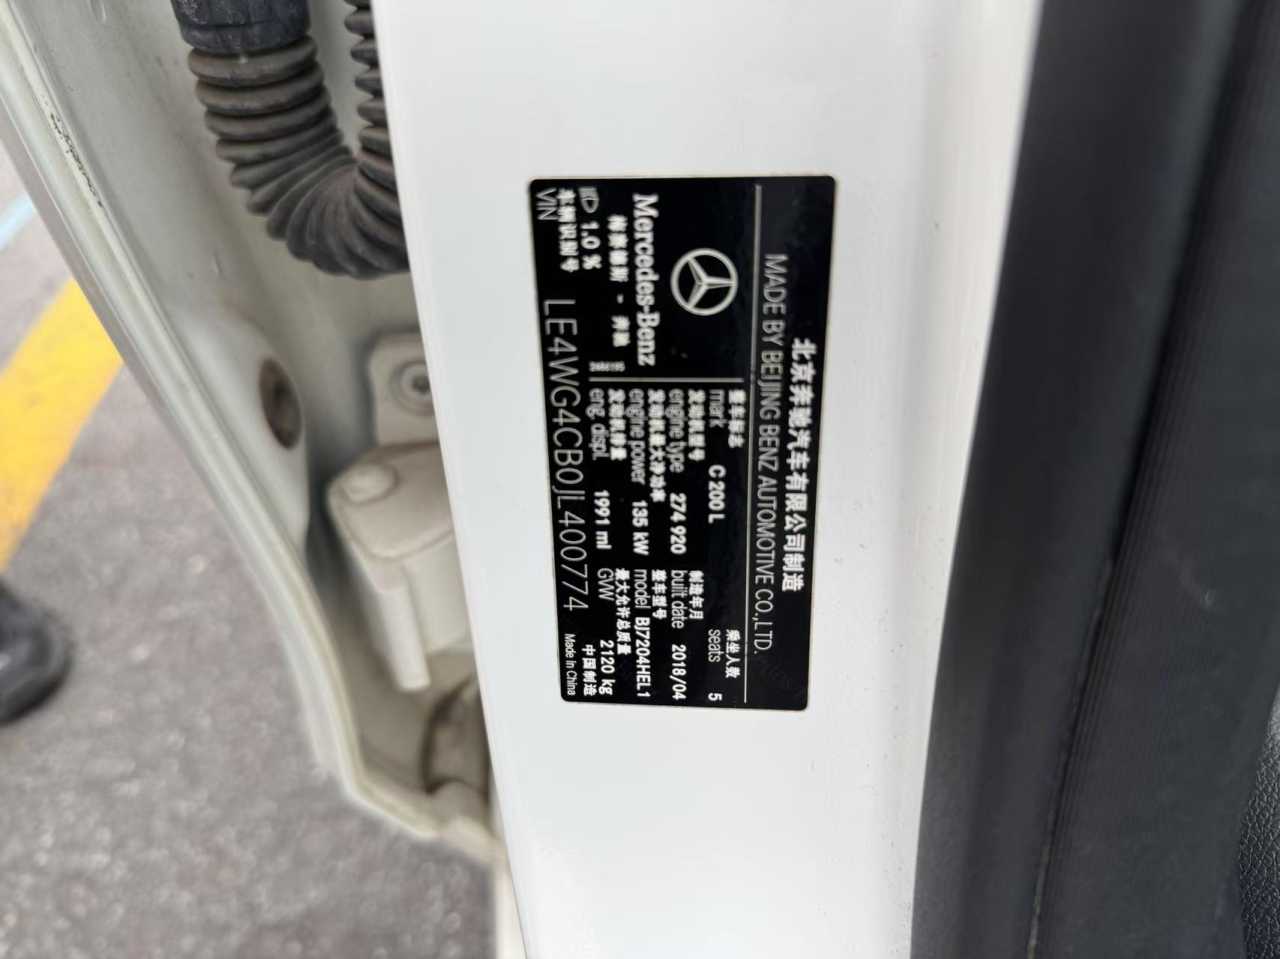 北京奔驰汽车有限公司制造
MADE BY BEIJING BENZ AUTOMOTIVE CO.,LTD.
Mercedes-Benz
梅赛德斯 - 奔驰
1.0 %
整车标志
mark C 200 L
乘坐人数
seats 5
发动机型号
engine type 274 920
制造年月
built date 2018/04
发动机最大净功率
engine power 135 kW
整车型号
model BJ7204HEL1
发动机排量
eng. displ. 1991 ml
最大允许总质量
GVW 2120 kg
车辆识别号
VIN LE4WG4CB0JL400774
中国制造
Made In China